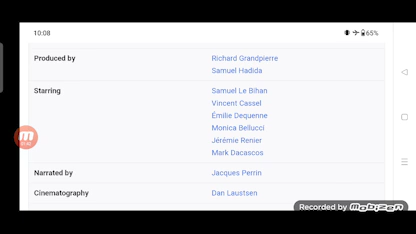 10:08
65%
Produced by
Richard Grandpierre
Samuel Hadida
Starring
Samuel Le Bihan
Vincent Cassel
Émilie Dequenne
Monica Bellucci
Jérémie Renier
Mark Dacascos
Narrated by
Jacques Perrin
Cinematography
Dan Laustsen
Recorded by Mobizen